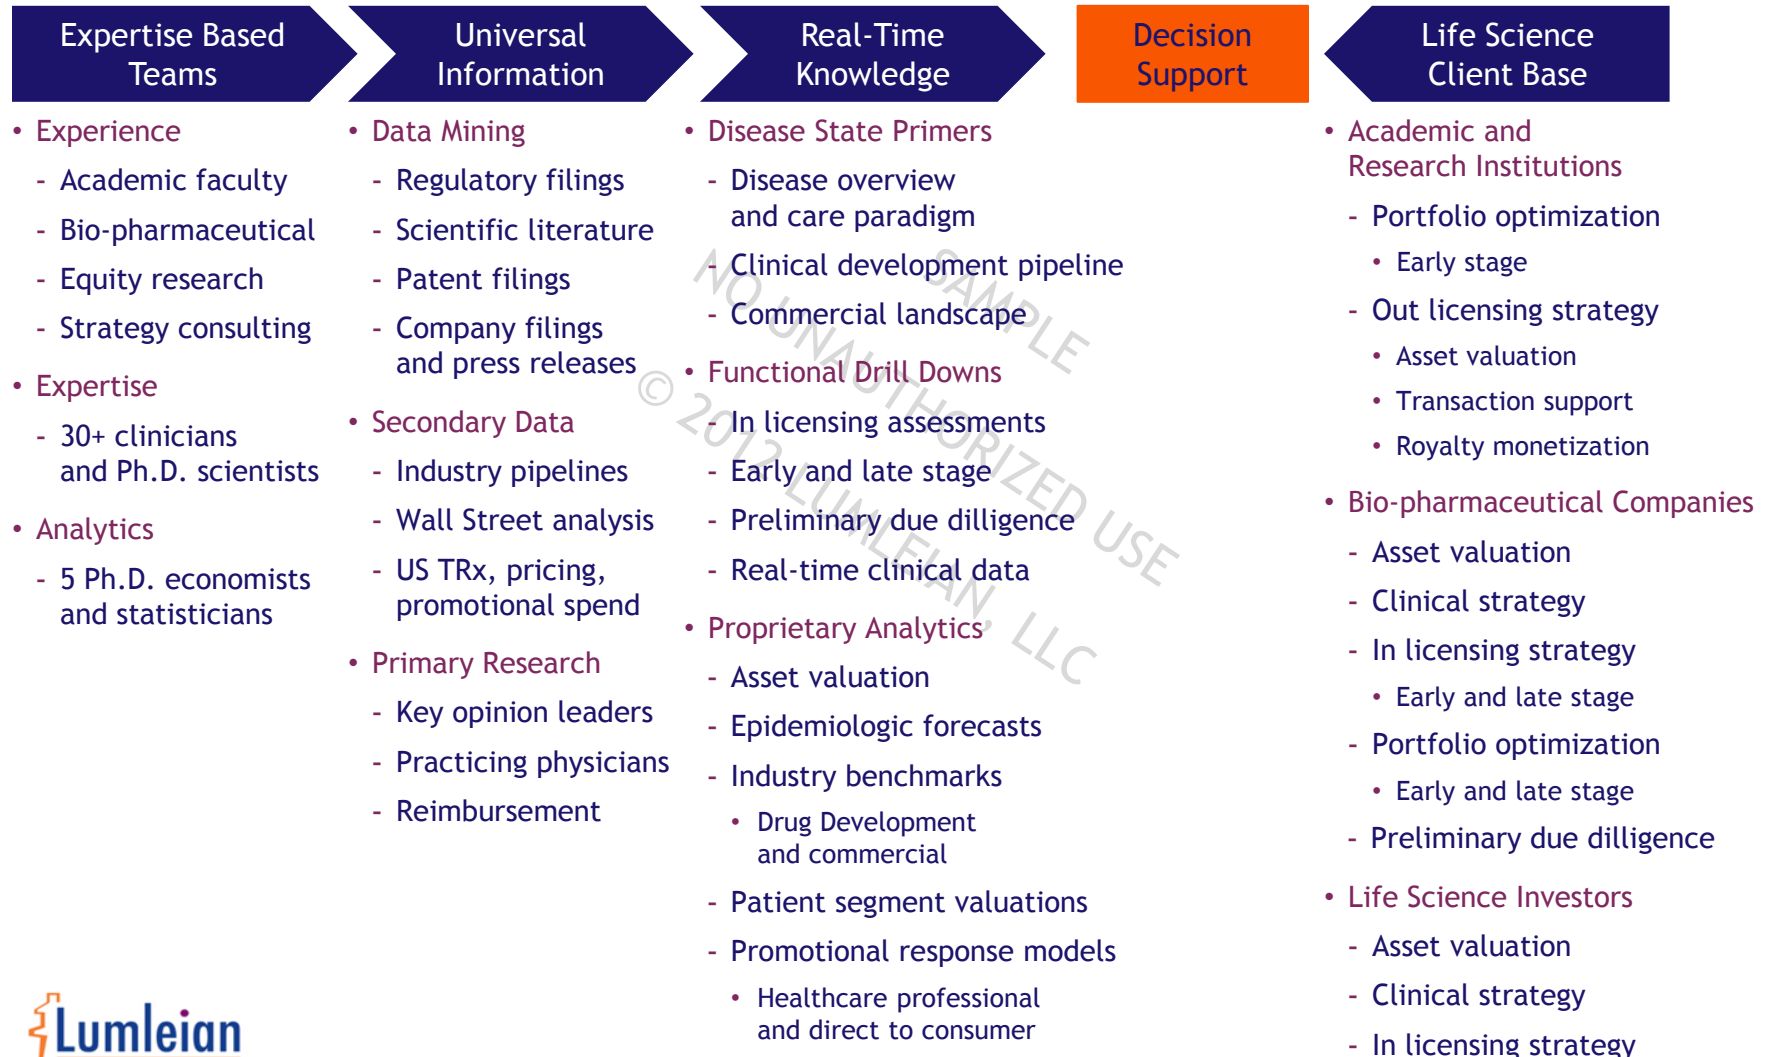 Expertise Based
Teams
Universal
Information
Real-Time
Knowledge
Decision
Support
Life Science
Client Base
• Experience
- Academic faculty
- Bio-pharmaceutical
- Equity research
- Strategy consulting
• Expertise
- 30+ clinicians
and Ph.D. scientists
• Analytics
- 5 Ph.D. economists
and statisticians
• Data Mining
- Regulatory filings
- Scientific literature
- Patent filings
- Company filings
and press releases
• Secondary Data
- Industry pipelines
- Wall Street analysis
- US TRx, pricing,
promotional spend
• Primary Research
- Key opinion leaders
- Practicing physicians
- Reimbursement
• Disease State Primers
- Disease overview
and care paradigm
- Clinical development pipeline
- Commercial landscape
• Functional Drill Downs
- In licensing assessments
- Early and late stage
- Preliminary due dilligence
- Real-time clinical data
• Proprietary Analytics
- Asset valuation
- Epidemiologic forecasts
- Industry benchmarks
• Drug Development
and commercial
- Patient segment valuations
- Promotional response models
• Healthcare professional
and direct to consumer
• Academic and
Research Institutions
- Portfolio optimization
• Early stage
- Out licensing strategy
• Asset valuation
• Transaction support
• Royalty monetization
• Bio-pharmaceutical Companies
- Asset valuation
- Clinical strategy
- In licensing strategy
• Early and late stage
- Portfolio optimization
• Early and late stage
- Preliminary due dilligence
• Life Science Investors
- Asset valuation
- Clinical strategy
- In licensing strategy
SAMPLE
NO UNAUTHORIZED USE
© 2012 LUMLEIAN, LLC
Lumleian